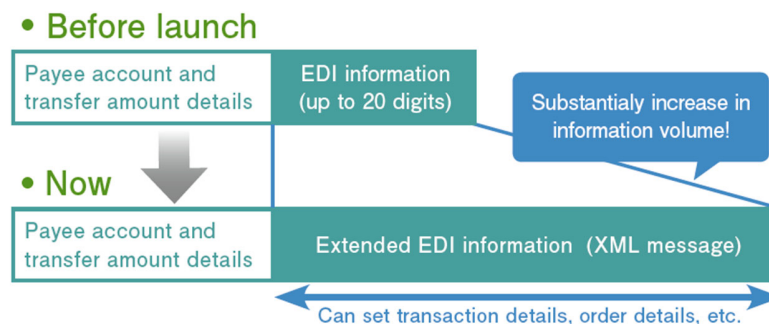 • Before launch
Payee account and
transfer amount details
EDI information
(up to 20 digits)
Substantialy increase in
information volume!
• Now
Payee account and
transfer amount details
Extended EDI information (XML message)
Can set transaction details, order details, etc.